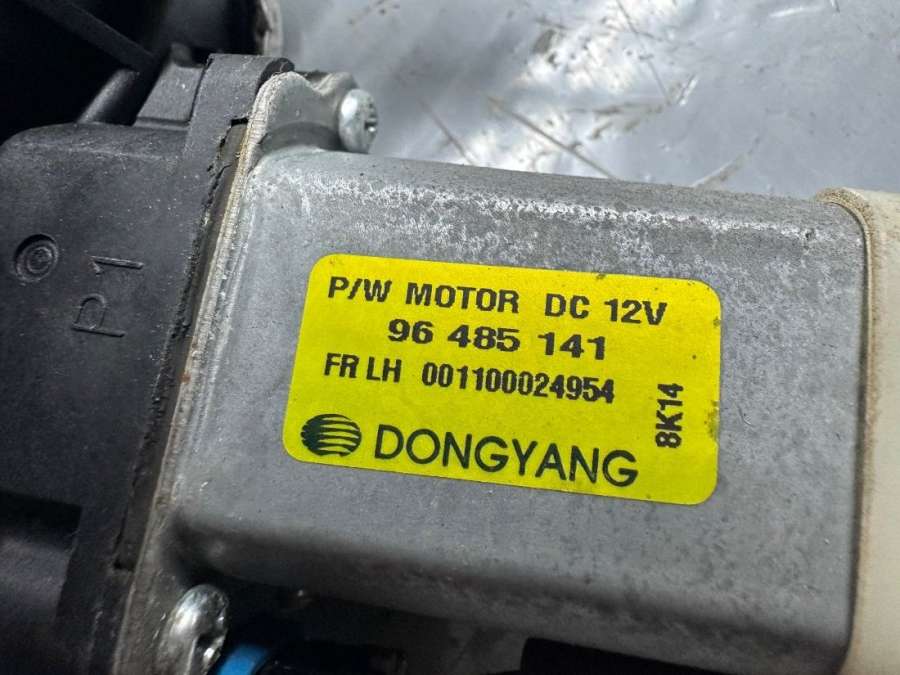 P/W MOTOR DC 12V
96 485 141
FR LH 001100024954
8K14
DONGYANG
P1